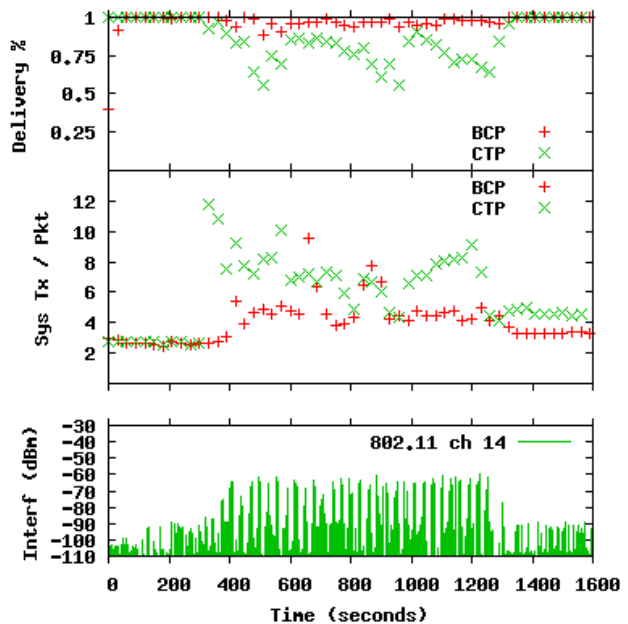 Delivery %
1
0.75
0.5
0.25
BCP
CTP
Sys Tx / Pkt
12
10
8
6
4
2
BCP
CTP
Interf (dBm)
-30
-40
-50
-60
-70
-80
-90
-100
-110
802.11 ch 14
0 200 400 600 800 1000 1200 1400 1600
Time (seconds)